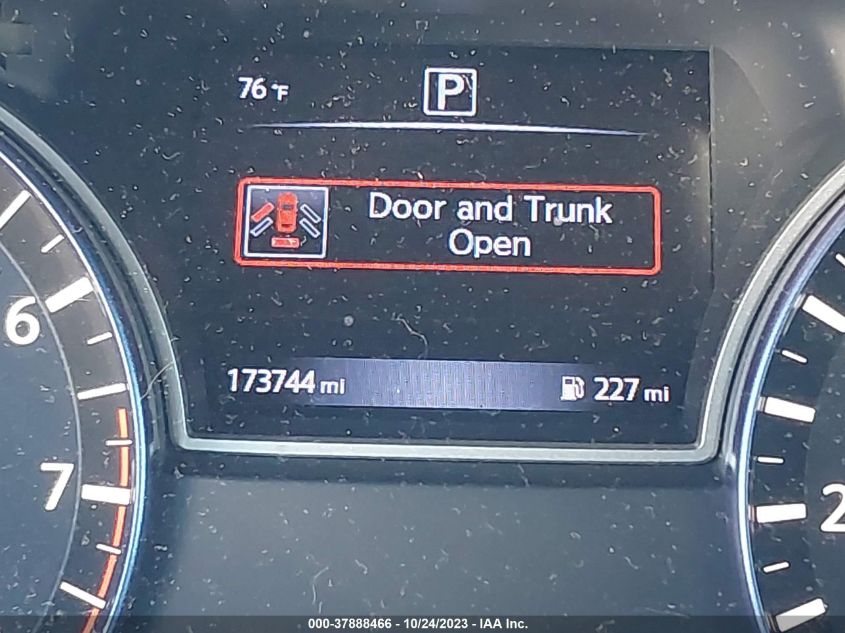 76 °F
P
Door and Trunk
Open
6
173744 mi
227 mi
7
2
000-37888466 - 10/24/2023 - IAA Inc.